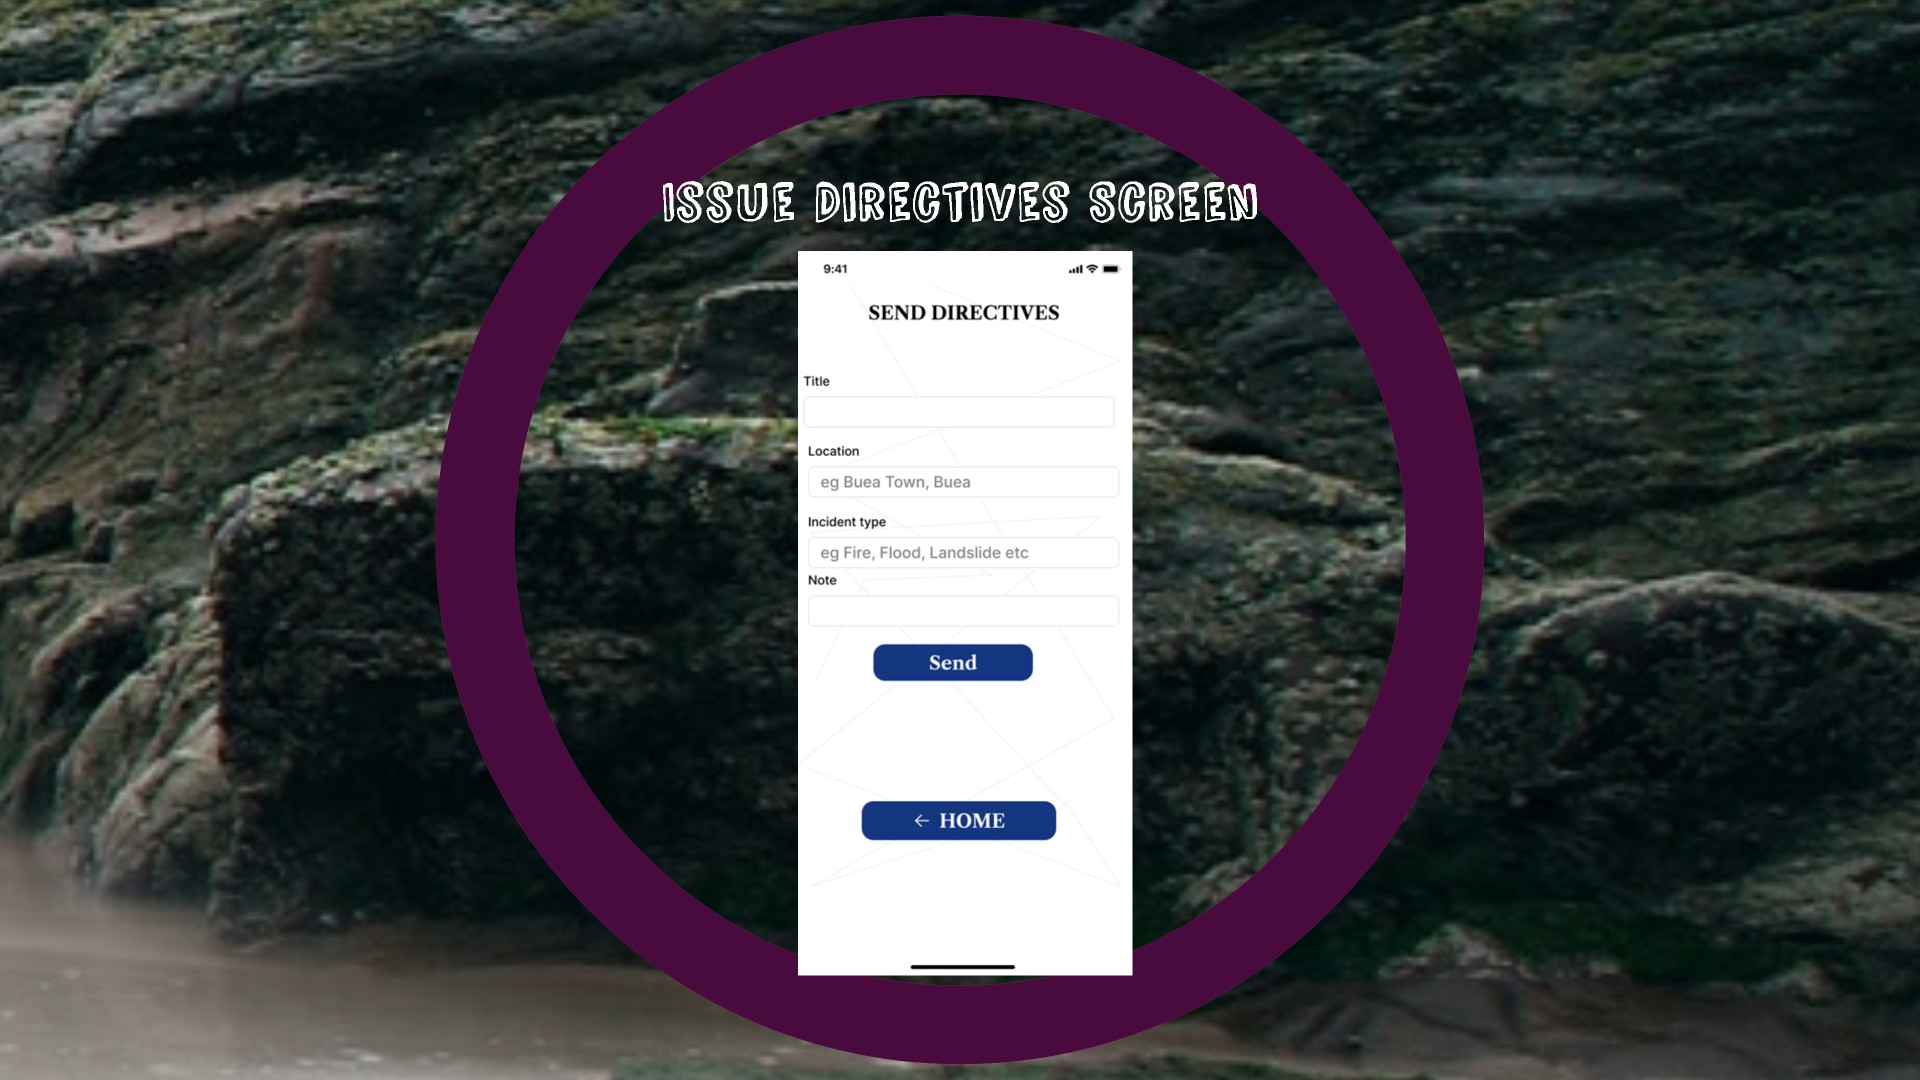 ISSUE DIRECTIVES SCREEN
9:41
SEND DIRECTIVES
Title
Location
eg Buea Town, Buea
Incident type
eg Fire, Flood, Landslide etc
Note
Send
← HOME